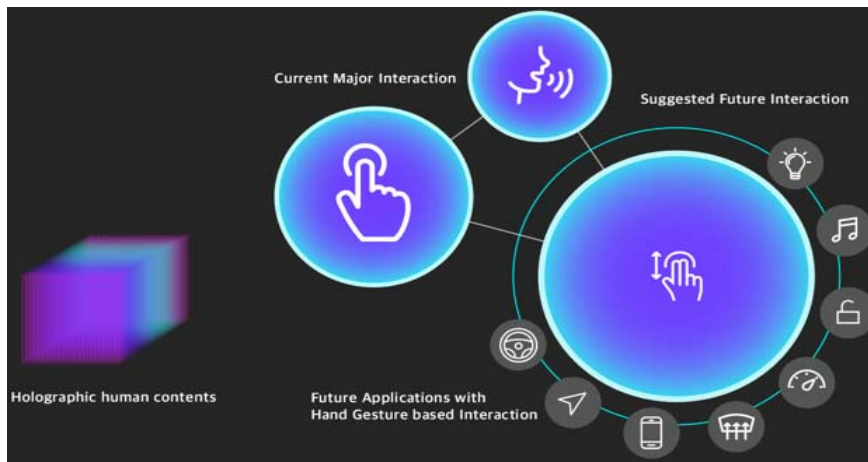 Current Major Interaction
Suggested Future Interaction
Holographic human contents
Future Applications with
Hand Gesture based Interaction